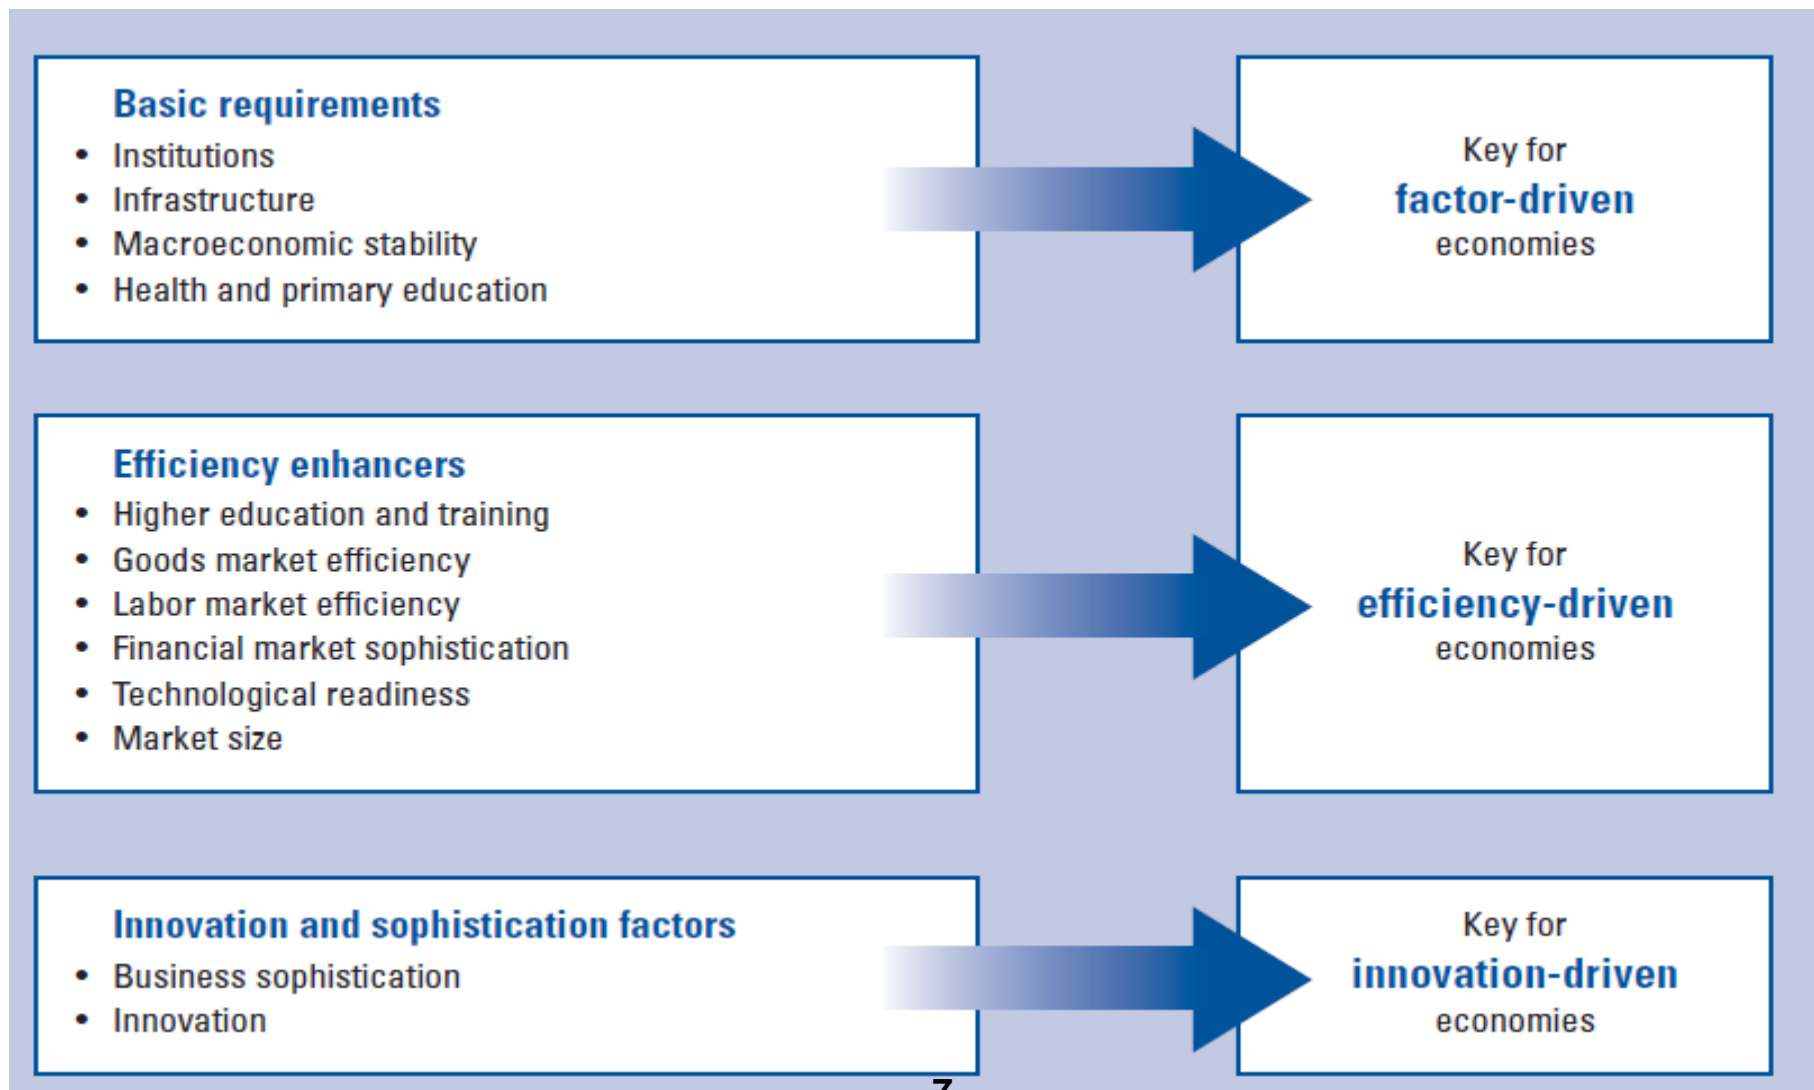 Basic requirements
• Institutions
• Infrastructure
• Macroeconomic stability
• Health and primary education
Key for
factor-driven
economies
Efficiency enhancers
• Higher education and training
• Goods market efficiency
• Labor market efficiency
• Financial market sophistication
• Technological readiness
• Market size
Key for
efficiency-driven
economies
Innovation and sophistication factors
• Business sophistication
• Innovation
Key for
innovation-driven
economies